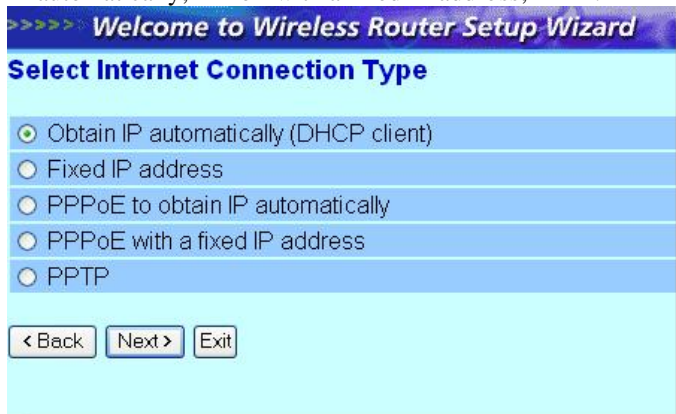 >>>>> Welcome to Wireless Router Setup Wizard
Select Internet Connection Type
Obtain IP automatically (DHCP client)
Fixed IP address
PPPoE to obtain IP automatically
PPPoE with a fixed IP address
PPTP
< Back Next > Exit